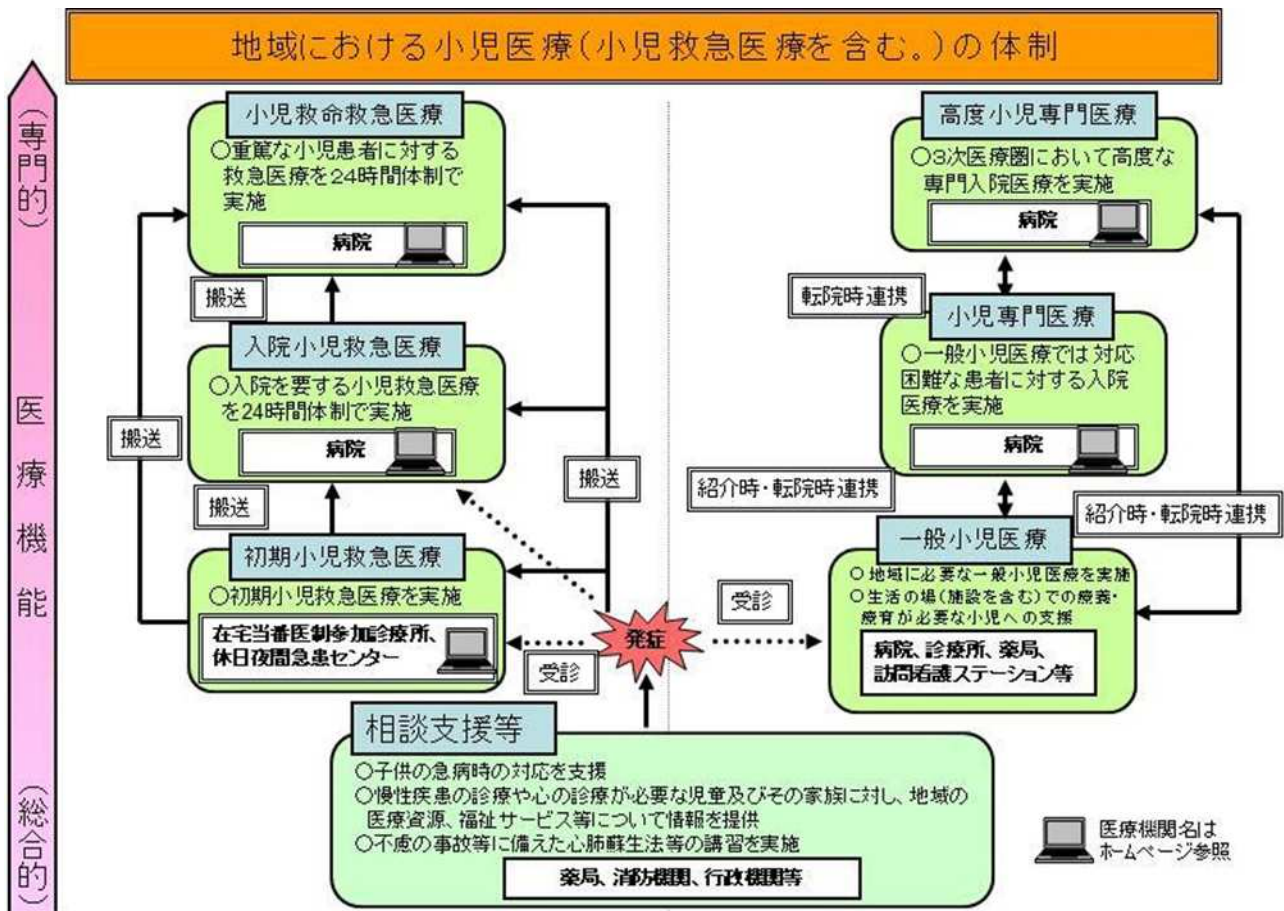 地域における小児医療(小児救急医療を含む。)の体制
(専門的)
医療機能
(総合的)
小児救命救急医療
○重篤な小児患者に対する
救急医療を24時間体制で
実施
病院
搬送
入院小児救急医療
○入院を要する小児救急医療
を24時間体制で実施
病院
搬送
搬送
搬送
初期小児救急医療
○初期小児救急医療を実施
在宅当番医制参加診療所、
休日夜間急患センター
受診
発症
受診
高度小児専門医療
○3次医療圏において高度な
専門入院医療を実施
病院
転院時連携
小児専門医療
○一般小児医療では対応
困難な患者に対する入院
医療を実施
病院
紹介時・転院時連携
紹介時・転院時連携
一般小児医療
○地域に必要な一般小児医療を実施
○生活の場(施設を含む)での療養・
療育が必要な小児への支援
病院、診療所、薬局、
訪問看護ステーション等
相談支援等
○子供の急病時の対応を支援
○慢性疾患の診療や心の診療が必要な児童及びその家族に対し、地域の
医療資源、福祉サービス等について情報を提供
○不慮の事故等に備えた心肺蘇生法等の講習を実施
薬局、消防機関、行政機関等
医療機関名は
ホームページ参照